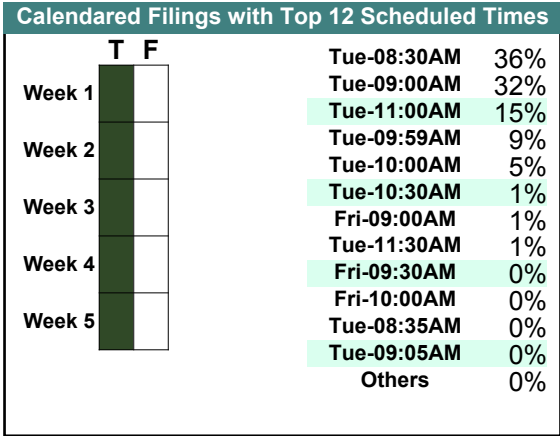 Calendared Filings with Top 12 Scheduled Times
T F
Week 1
Week 2
Week 3
Week 4
Week 5
Tue-08:30AM 36%
Tue-09:00AM 32%
Tue-11:00AM 15%
Tue-09:59AM 9%
Tue-10:00AM 5%
Tue-10:30AM 1%
Fri-09:00AM 1%
Tue-11:30AM 1%
Fri-09:30AM 0%
Fri-10:00AM 0%
Tue-08:35AM 0%
Tue-09:05AM 0%
Others 0%